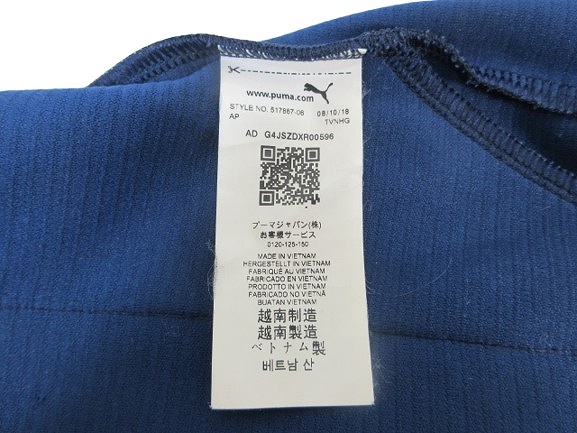 www.puma.com
STYLE NO. 517867-06 08/10/18
AP TVNHG
AD G4JSZDXR00596
プーマジャパン(株)
お客様サービス
0120-125-150
MADE IN VIETNAM
HERGESTELLT IN VIETNAM
FABRIQUÉ AU VIETNAM
FABRICADO EN VIETNAM
PRODOTTO IN VIETNAM
FABRICADO NO VIETNÃ
BUATAN VIETNAM
越南制造
越南製造
ベトナム製
베트남 산